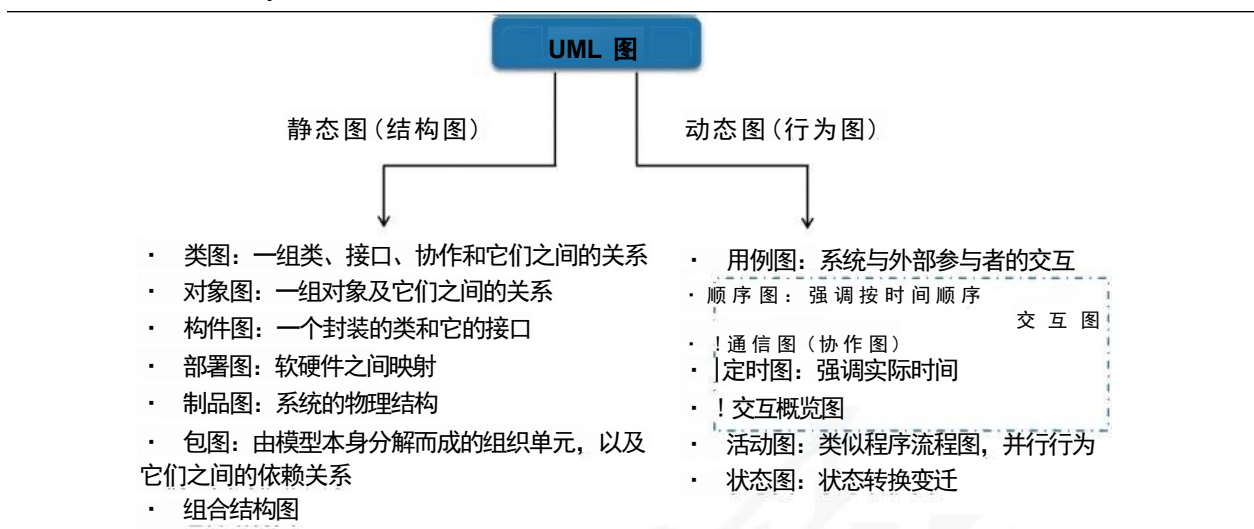 UML 图
静态图(结构图)
动态图(行为图)
· 类图：一组类、接口、协作和它们之间的关系
· 对象图：一组对象及它们之间的关系
· 构件图：一个封装的类和它的接口
· 部署图：软硬件之间映射
· 制品图：系统的物理结构
· 包图：由模型本身分解而成的组织单元，以及
它们之间的依赖关系
· 组合结构图
· 用例图：系统与外部参与者的交互
· 顺序图：强调按时间顺序
交互图
· !通信图(协作图)
· |定时图：强调实际时间
· ! 交互概览图
· 活动图：类似程序流程图，并行行为
· 状态图：状态转换变迁